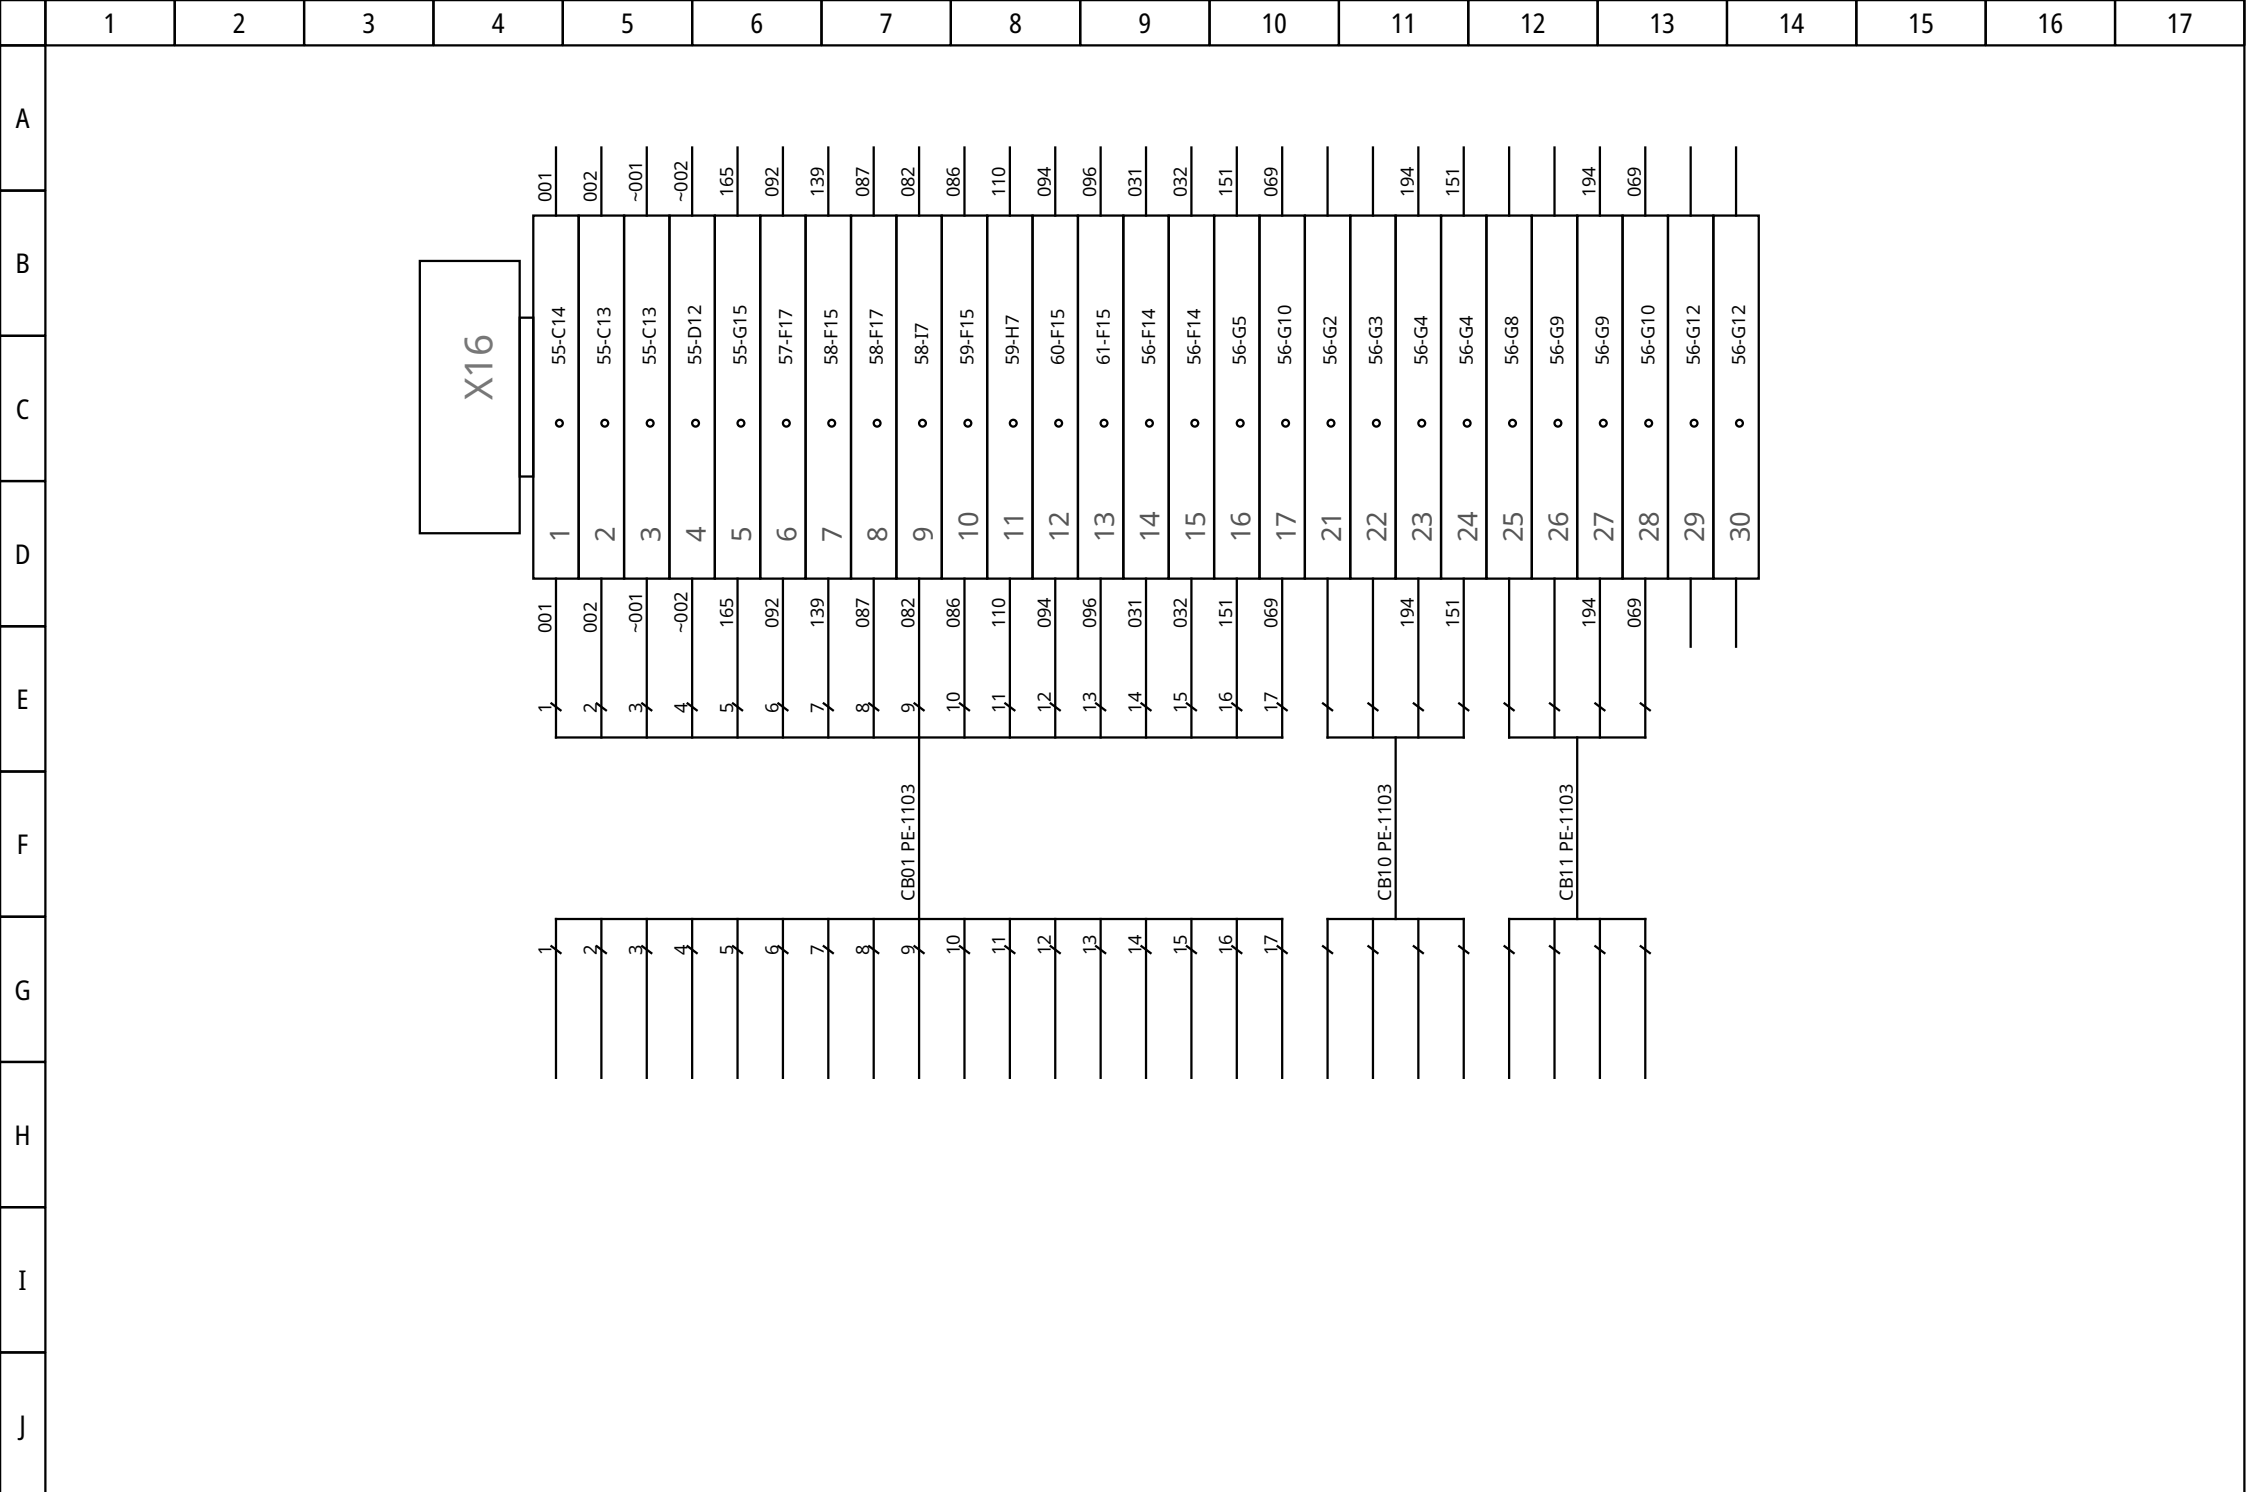 1 2 3 4 5 6 7 8 9 10 11 12 13 14 15 16 17
A
001 002 ~001 ~002 165 092 139 087 082 086 110 094 096 031 032 151 069 194 151 194 069
B
X16
55-C14 55-C13 55-C13 55-D12 55-G15 57-F17 58-F15 58-F17 58-I7 59-F15 59-H7 60-F15 61-F15 56-F14 56-F14 56-G5 56-G10 56-G2 56-G3 56-G4 56-G4 56-G8 56-G9 56-G9 56-G10 56-G12 56-G12
C
1 2 3 4 5 6 7 8 9 10 11 12 13 14 15 16 17 21 22 23 24 25 26 27 28 29 30
D
001 002 ~001 ~002 165 092 139 087 082 086 110 094 096 031 032 151 069 194 151 194 069
E
1 2 3 4 5 6 7 8 9 10 11 12 13 14 15 16 17
F
CB01 PE-1103
CB10 PE-1103
CB11 PE-1103
1 2 3 4 5 6 7 8 9 10 11 12 13 14 15 16 17
G
H
I
J